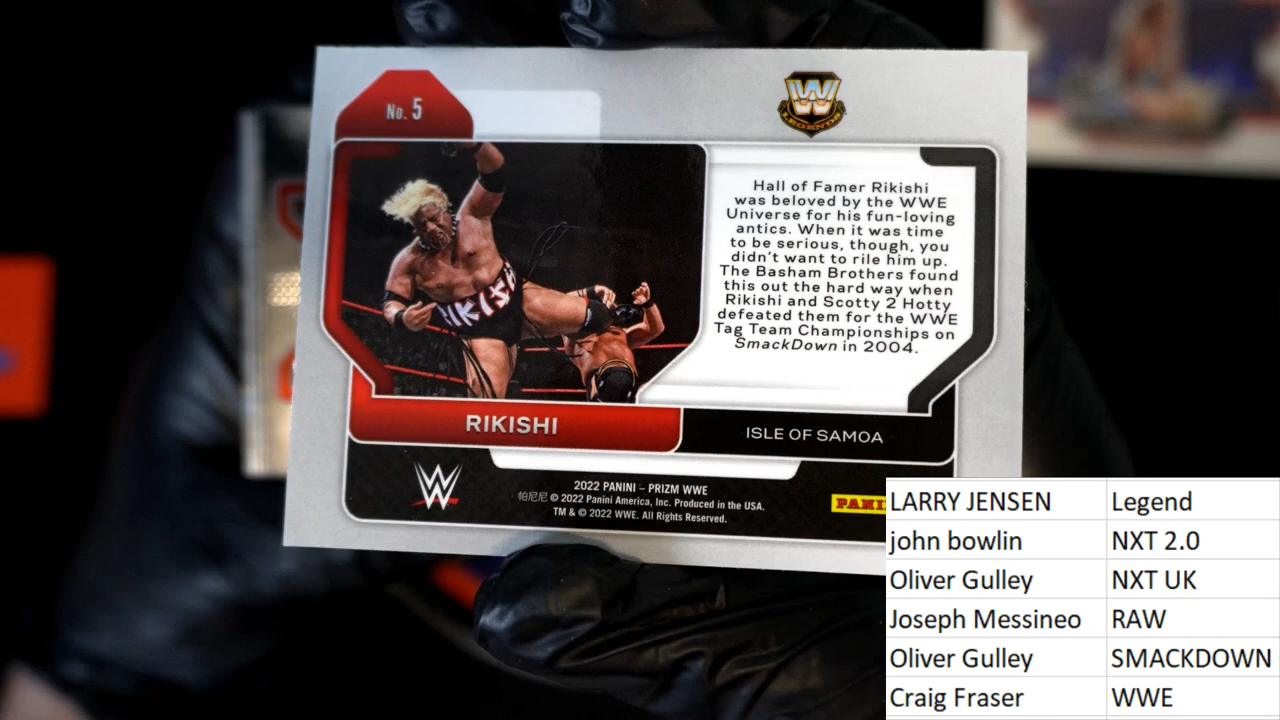 No. 5
W
LEGENDS
Hall of Famer Rikishi
was beloved by the WWE
Universe for his fun-loving
antics. When it was time
to be serious, though, you
didn't want to rile him up.
The Basham Brothers found
this out the hard way when
Rikishi and Scotty 2 Hotty
defeated them for the WWE
Tag Team Championships on
SmackDown in 2004.
RIKISHI
RIKISHI
ISLE OF SAMOA
W
2022 PANINI – PRIZM WWE
帕尼尼 © 2022 Panini America, Inc. Produced in the USA.
TM & © 2022 WWE. All Rights Reserved.
LARRY JENSEN Legend
john bowlin NXT 2.0
Oliver Gulley NXT UK
Joseph Messineo RAW
Oliver Gulley SMACKDOWN
Craig Fraser WWE